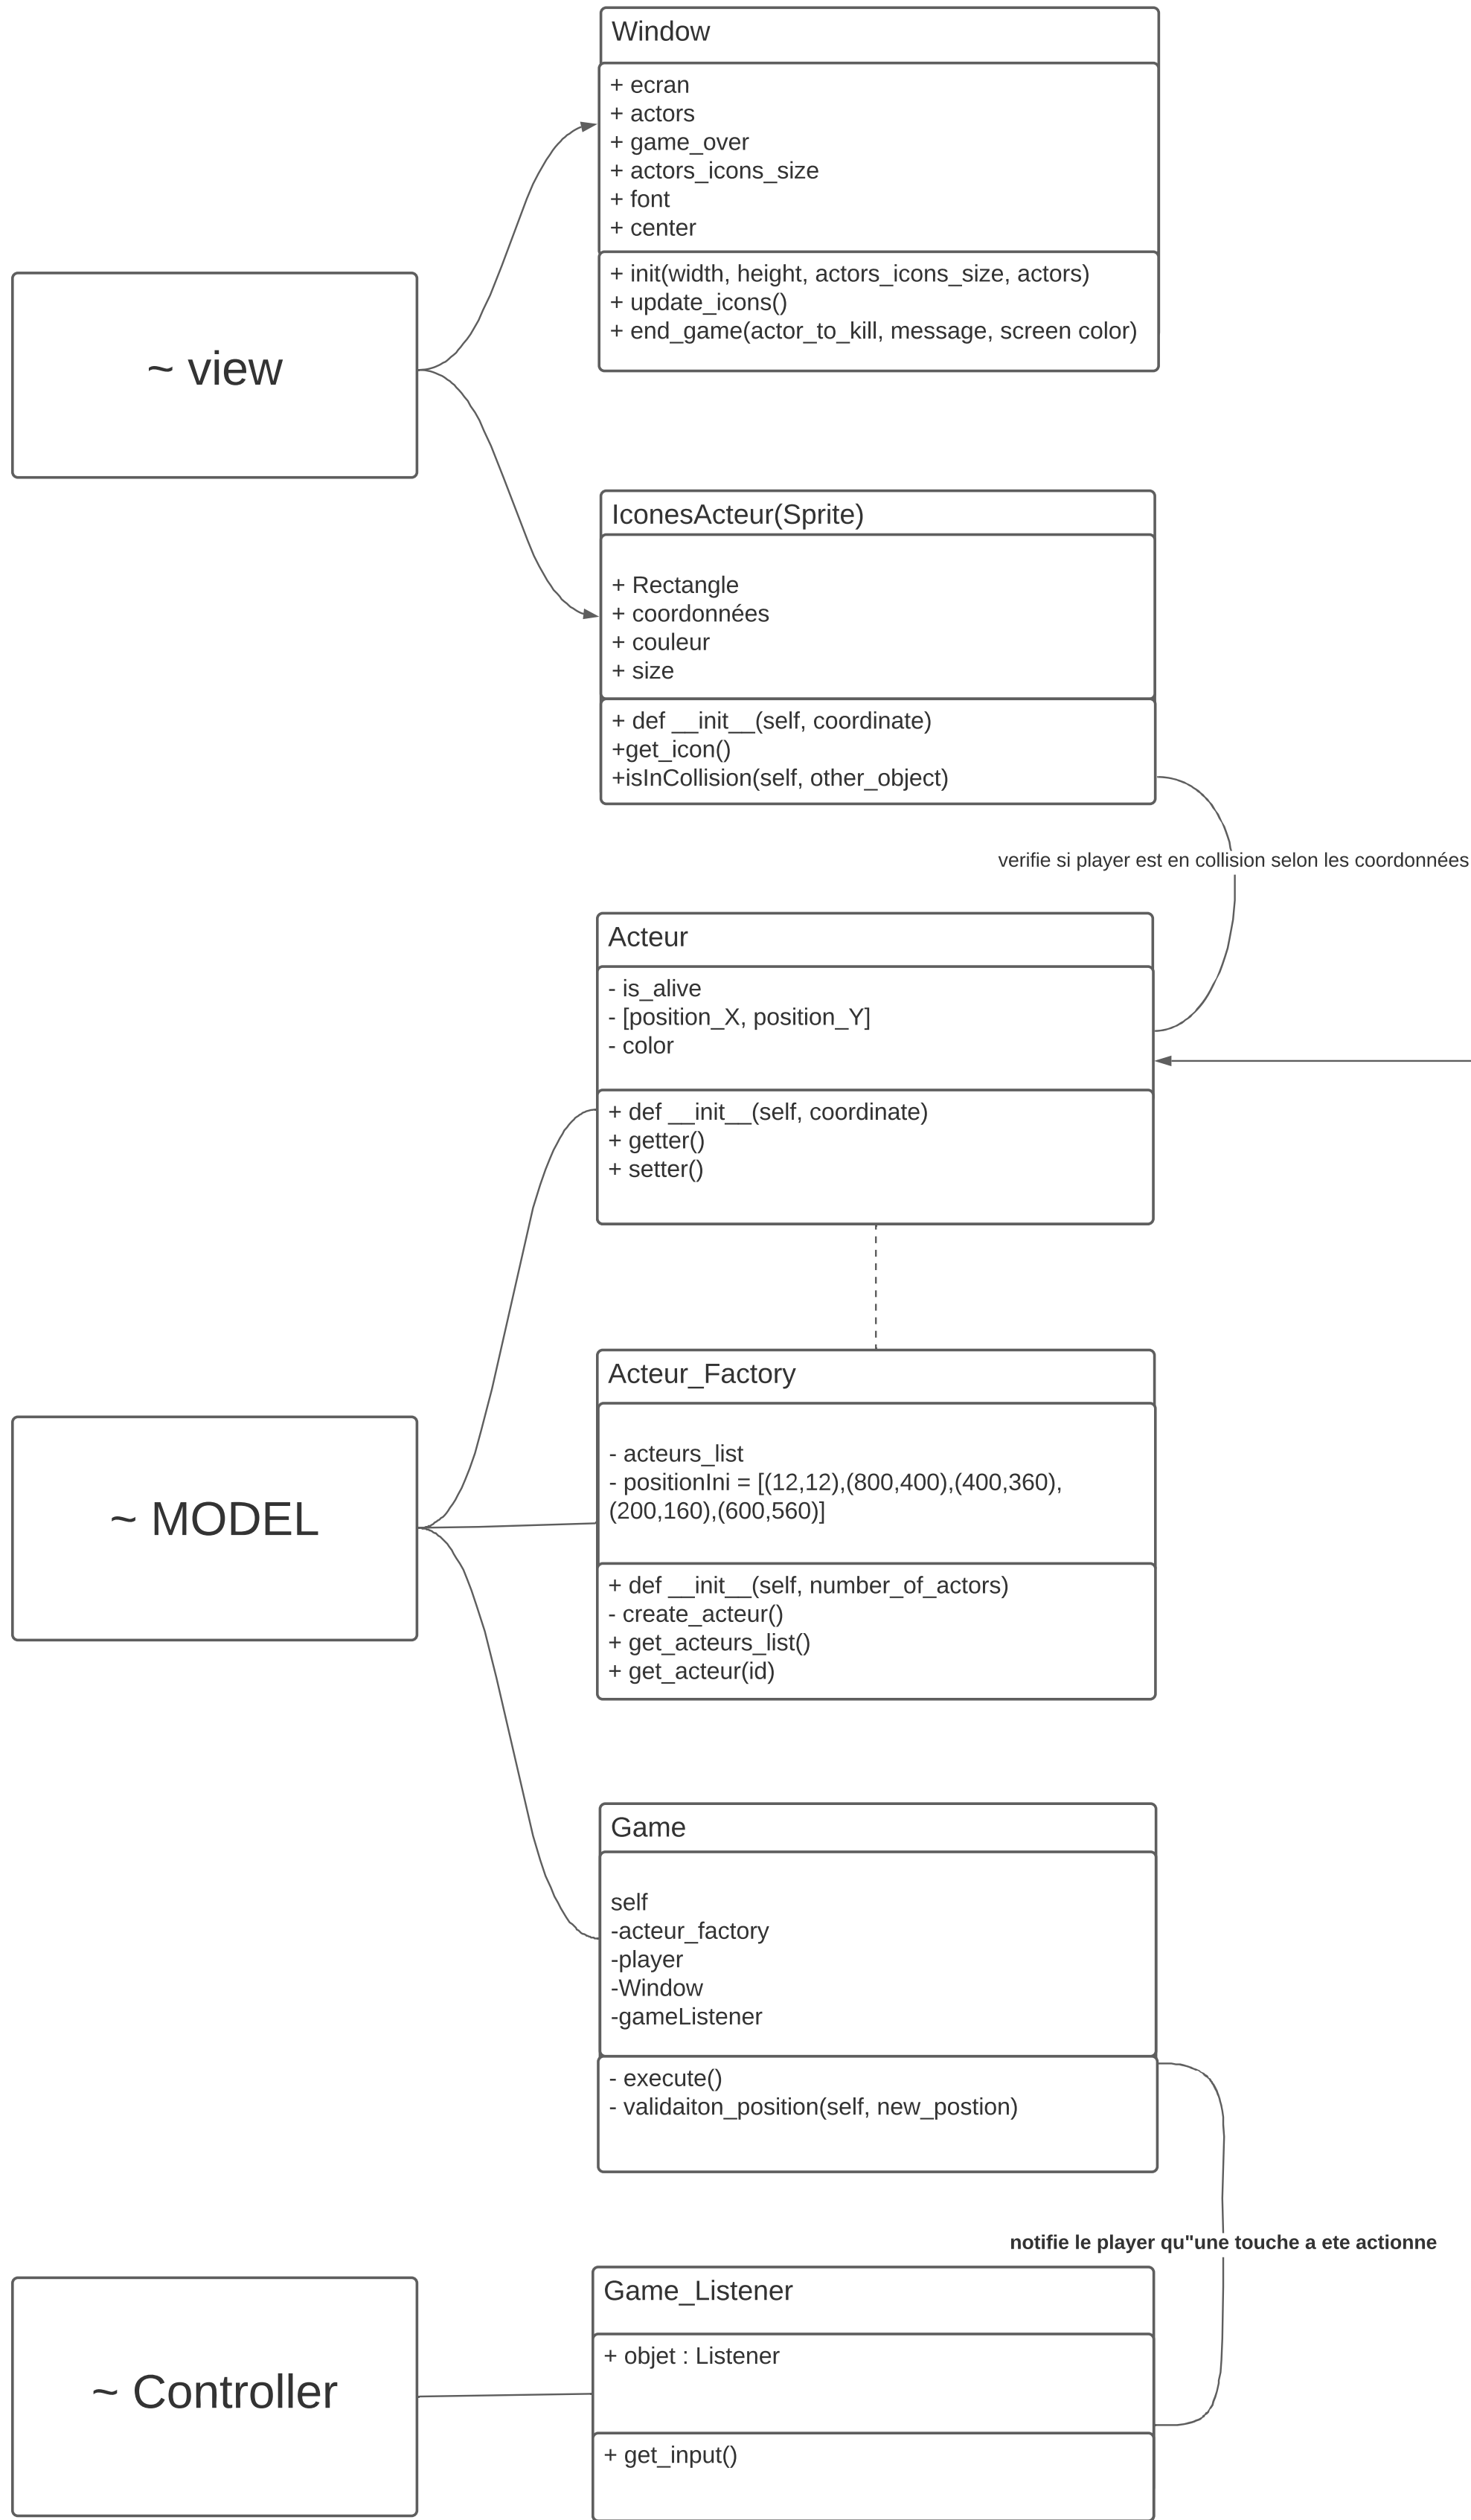 Window
+ ecran
+ actors
+ game_over
+ actors_icons_size
+ font
+ center
+ init(width, height, actors_icons_size, actors)
+ update_icons()
+ end_game(actor_to_kill, message, screen color)
~ view
IconesActeur(Sprite)
+ Rectangle
+ coordonnées
+ couleur
+ size
+ def __init__(self, coordinate)
+get_icon()
+isInCollision(self, other_object)
verifie si player est en collision selon les coordonnées
Acteur
- is_alive
- [position_X, position_Y]
- color
+ def __init__(self, coordinate)
+ getter()
+ setter()
Acteur_Factory
- acteurs_list
- positionIni = [(12,12),(800,400),(400,360),
(200,160),(600,560)]
+ def __init__(self, number_of_actors)
- create_acteur()
+ get_acteurs_list()
+ get_acteur(id)
~ MODEL
Game
self
-acteur_factory
-player
-Window
-gameListener
- execute()
- validaiton_position(self, new_postion)
notifie le player qu"une touche a ete actionne
Game_Listener
+ objet : Listener
+ get_input()
~ Controller